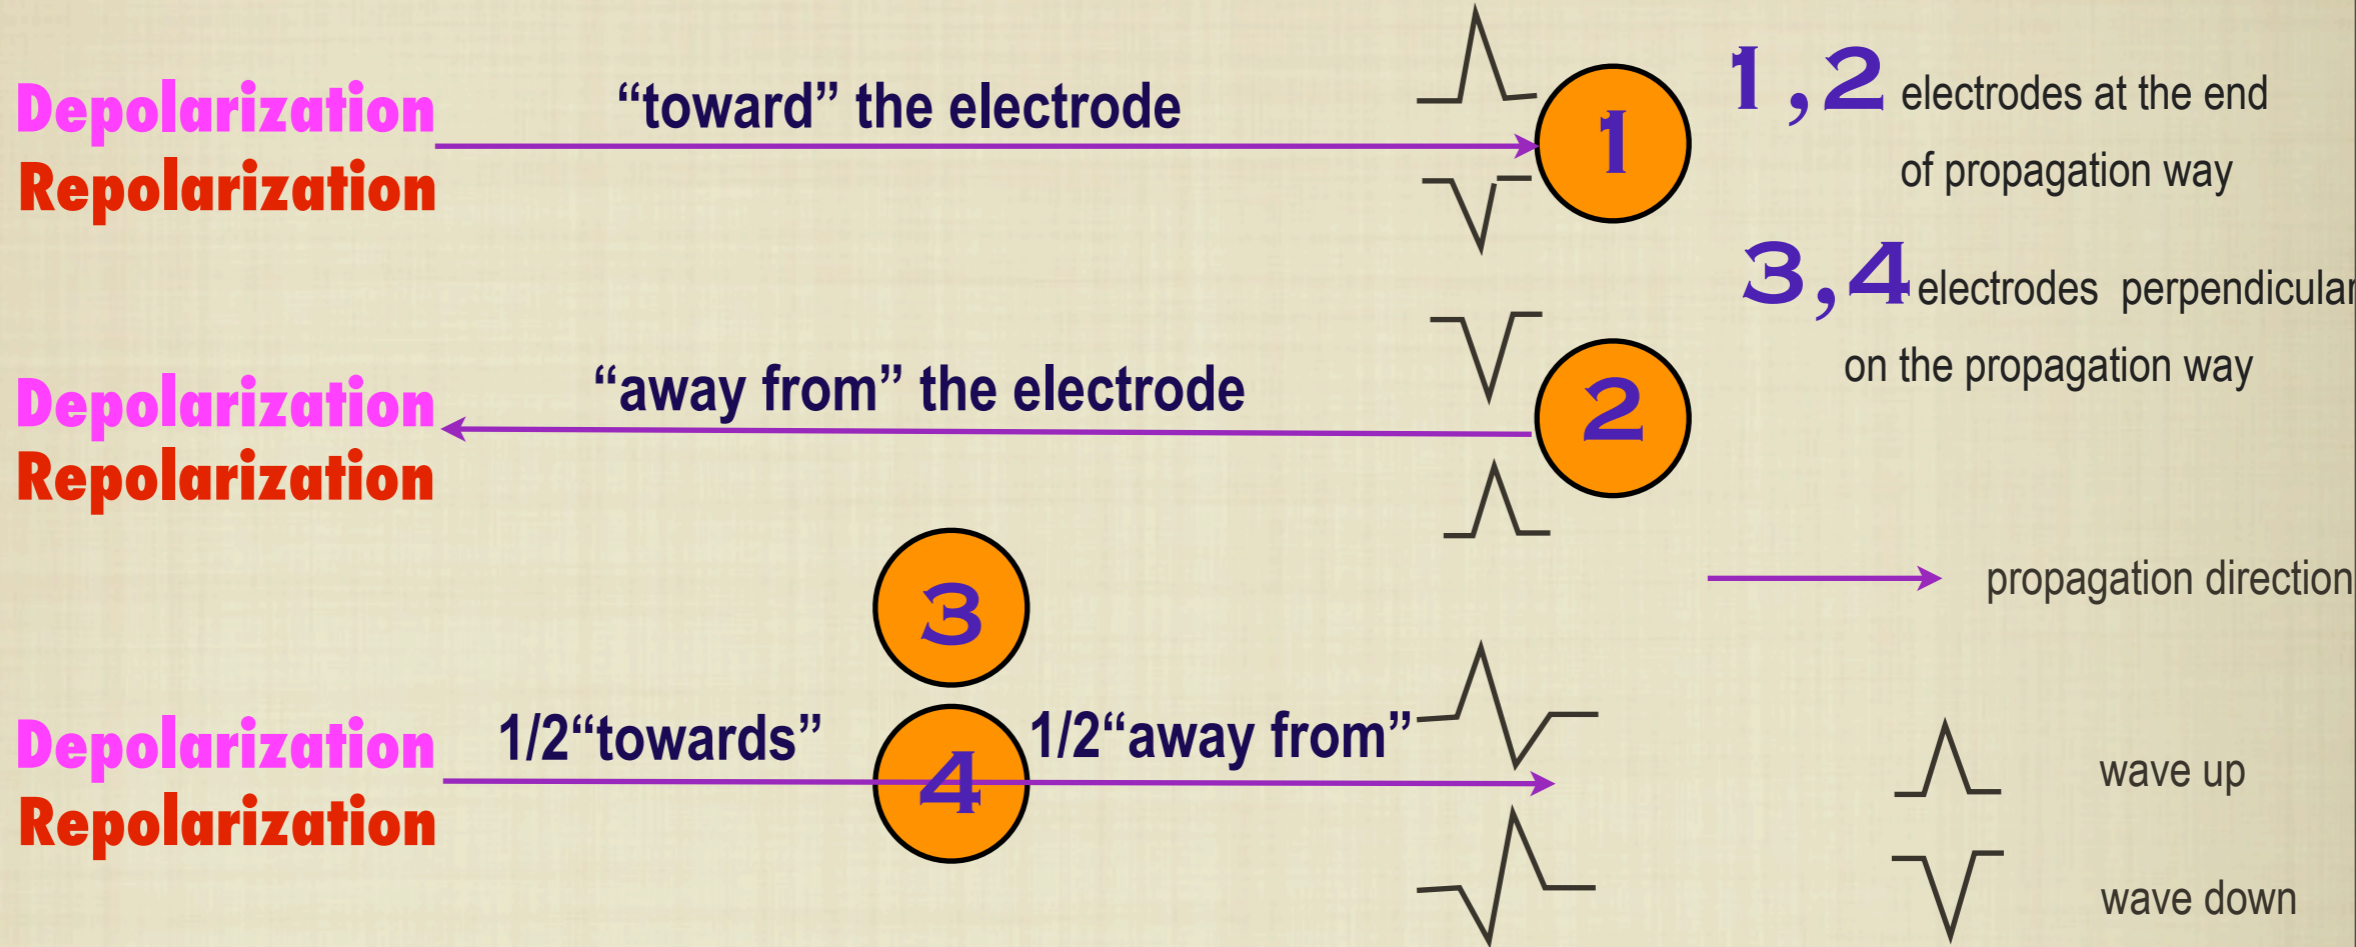 Depolarization
Repolarization
“toward” the electrode
1
1,2 electrodes at the end
of propagation way
3,4 electrodes perpendicular
on the propagation way
Depolarization
Repolarization
“away from” the electrode
2
propagation direction
3
Depolarization
Repolarization
1/2“towards”
4
1/2“away from”
wave up
wave down